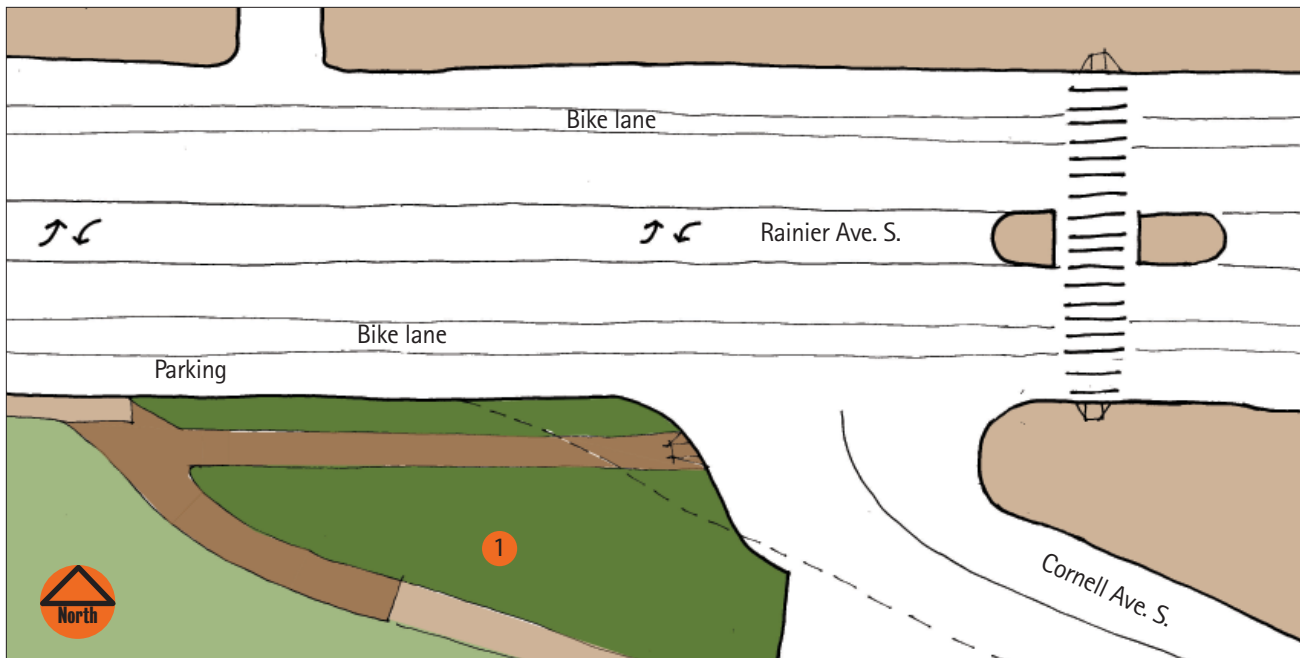 Bike lane
Rainier Ave. S.
Bike lane
Parking
1
Cornell Ave. S.
North